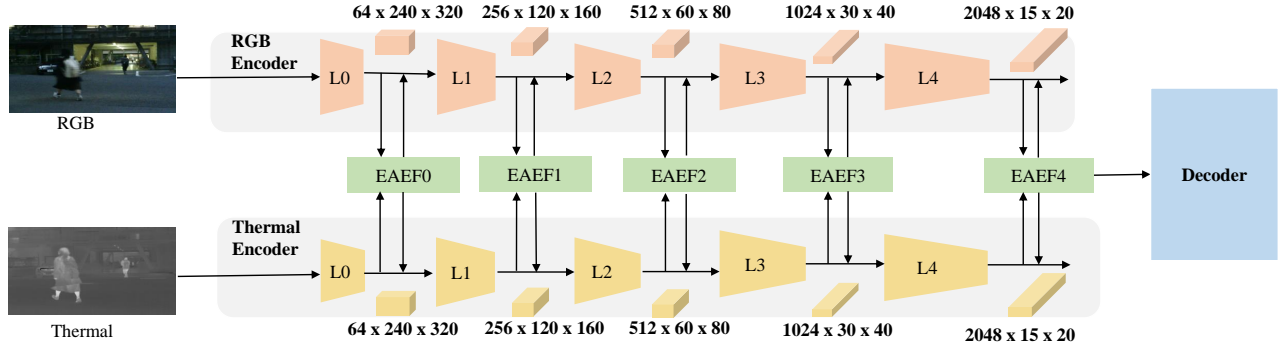 64 x 240 x 320 256 x 120 x 160 512 x 60 x 80 1024 x 30 x 40 2048 x 15 x 20
RGB
Encoder
L0 L1 L2 L3 L4
RGB
EAEF0 EAEF1 EAEF2 EAEF3 EAEF4 Decoder
Thermal
Encoder
L0 L1 L2 L3 L4
Thermal
64 x 240 x 320 256 x 120 x 160 512 x 60 x 80 1024 x 30 x 40 2048 x 15 x 20